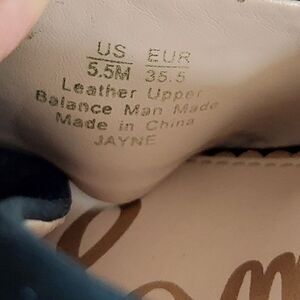 US EUR
5.5M 35.5
Leather Upper
Balance Man Made
Made in China
JAYNE